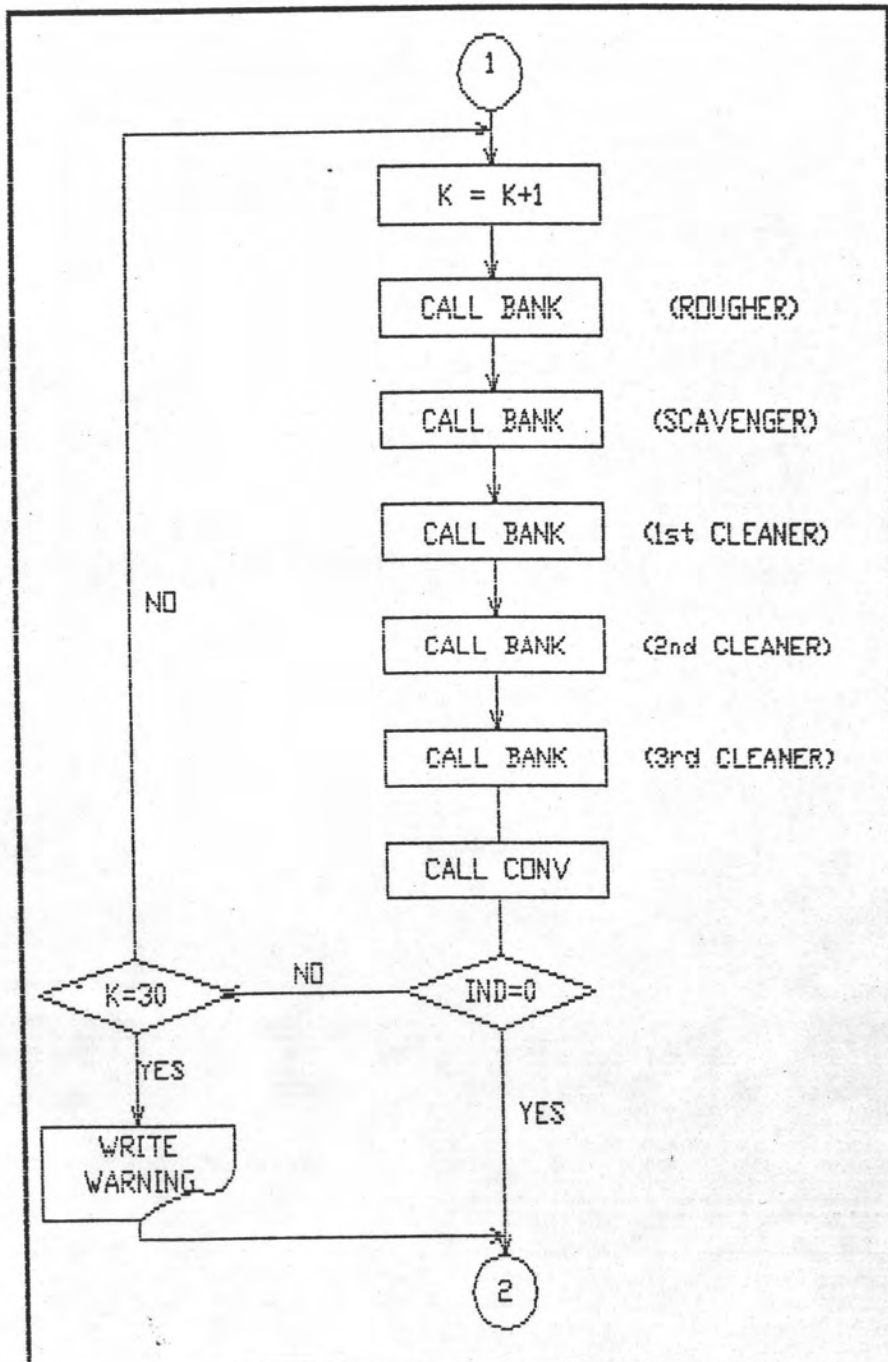 1
K = K+1
CALL BANK (ROUGHER)
CALL BANK (SCAVENGER)
CALL BANK (1st CLEANER)
NO
CALL BANK (2nd CLEANER)
CALL BANK (3rd CLEANER)
CALL CONV
NO
K=30
IND=0
YES
YES
WRITE
WARNING
2